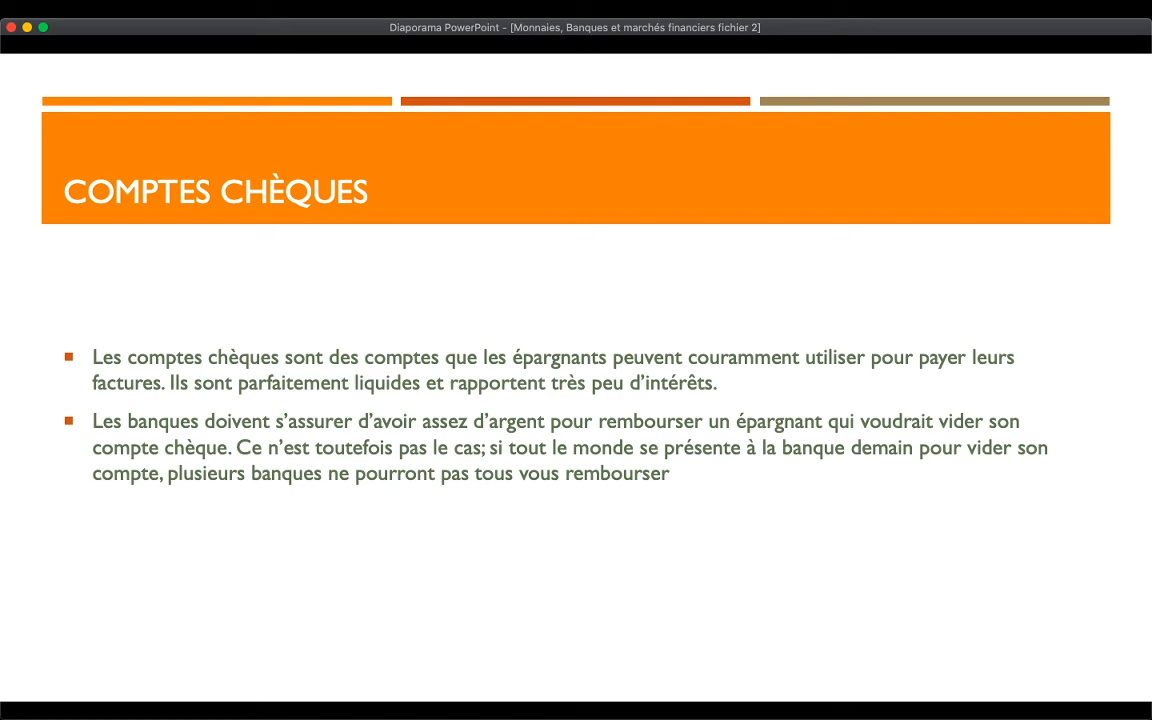 Diaporama PowerPoint - [Monnaies, Banques et marchés financiers fichier 2]
COMPTES CHÈQUES
Les comptes chèques sont des comptes que les épargnants peuvent couramment utiliser pour payer leurs
factures. Ils sont parfaitement liquides et rapportent très peu d’intérêts.
Les banques doivent s’assurer d’avoir assez d’argent pour rembourser un épargnant qui voudrait vider son
compte chèque. Ce n’est toutefois pas le cas; si tout le monde se présente à la banque demain pour vider son
compte, plusieurs banques ne pourront pas tous vous rembourser